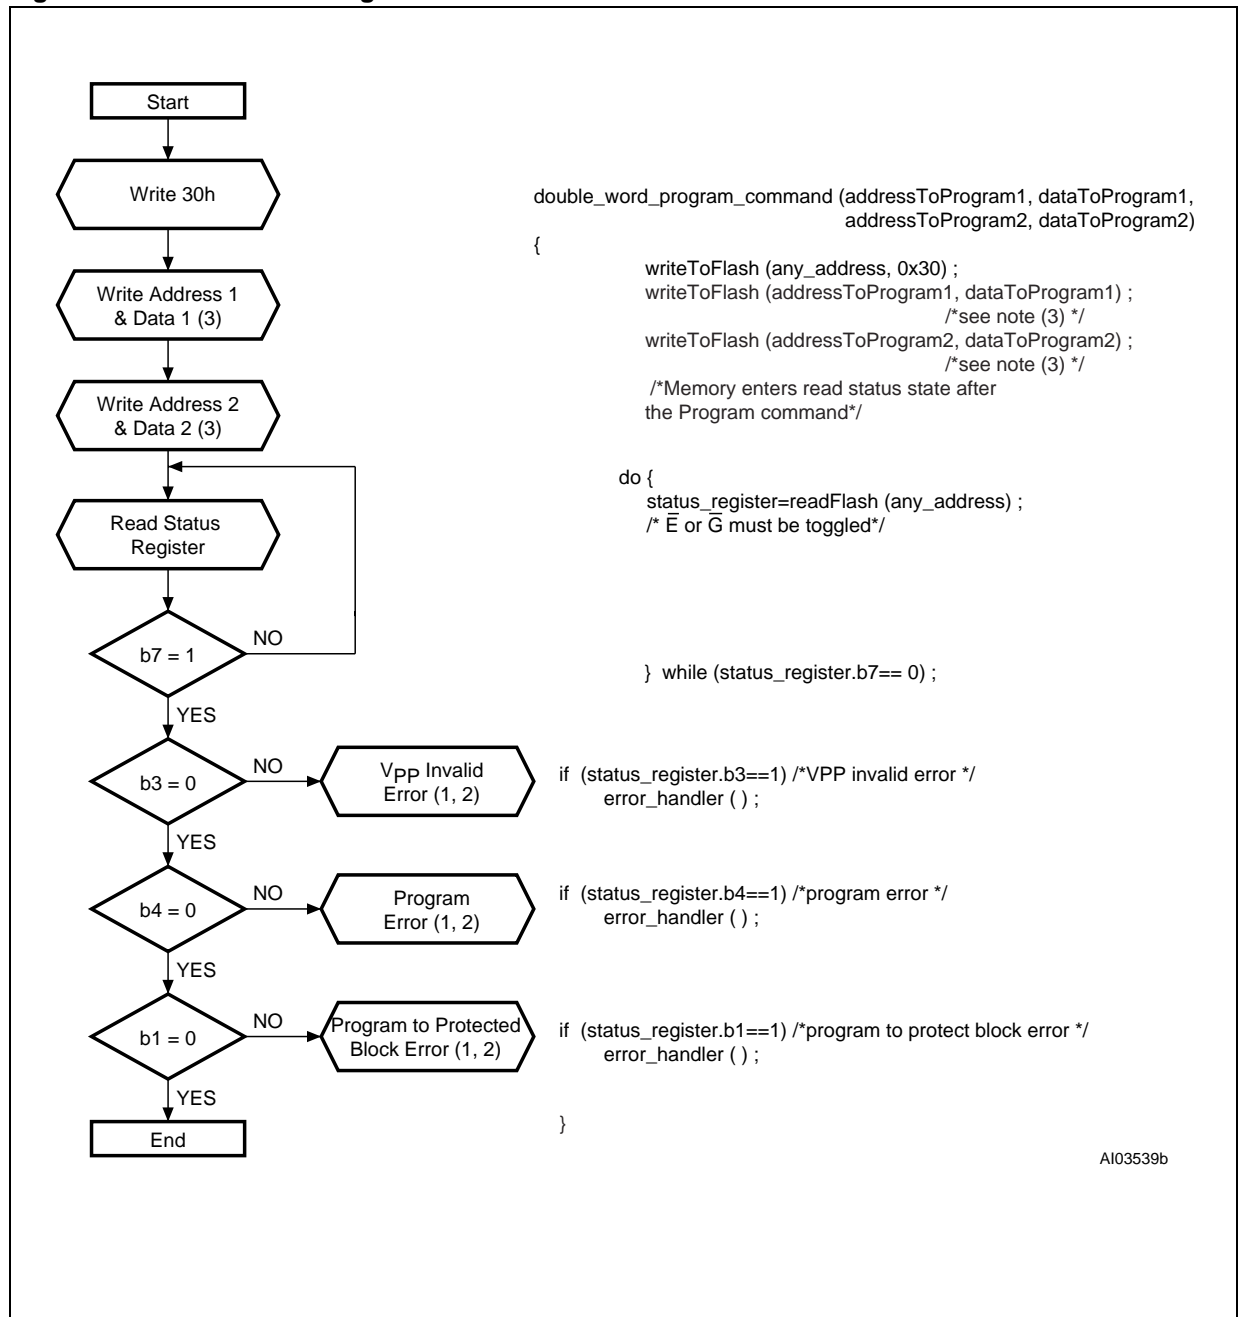 Start
Write 30h
Write Address 1
& Data 1 (3)
Write Address 2
& Data 2 (3)
Read Status
Register
b7 = 1
NO
YES
b3 = 0
NO
VPP Invalid
Error (1, 2)
YES
b4 = 0
NO
Program
Error (1, 2)
YES
b1 = 0
NO
Program to Protected
Block Error (1, 2)
YES
End
double_word_program_command (addressToProgram1, dataToProgram1,
addressToProgram2, dataToProgram2)
{
writeToFlash (any_address, 0x30) ;
writeToFlash (addressToProgram1, dataToProgram1) ;
/*see note (3) */
writeToFlash (addressToProgram2, dataToProgram2) ;
/*see note (3) */
/*Memory enters read status state after
the Program command*/
do {
status_register=readFlash (any_address) ;
/* E̅ or G̅ must be toggled*/
} while (status_register.b7== 0) ;
if (status_register.b3==1) /*VPP invalid error */
error_handler ( ) ;
if (status_register.b4==1) /*program error */
error_handler ( ) ;
if (status_register.b1==1) /*program to protect block error */
error_handler ( ) ;
}
AI03539b